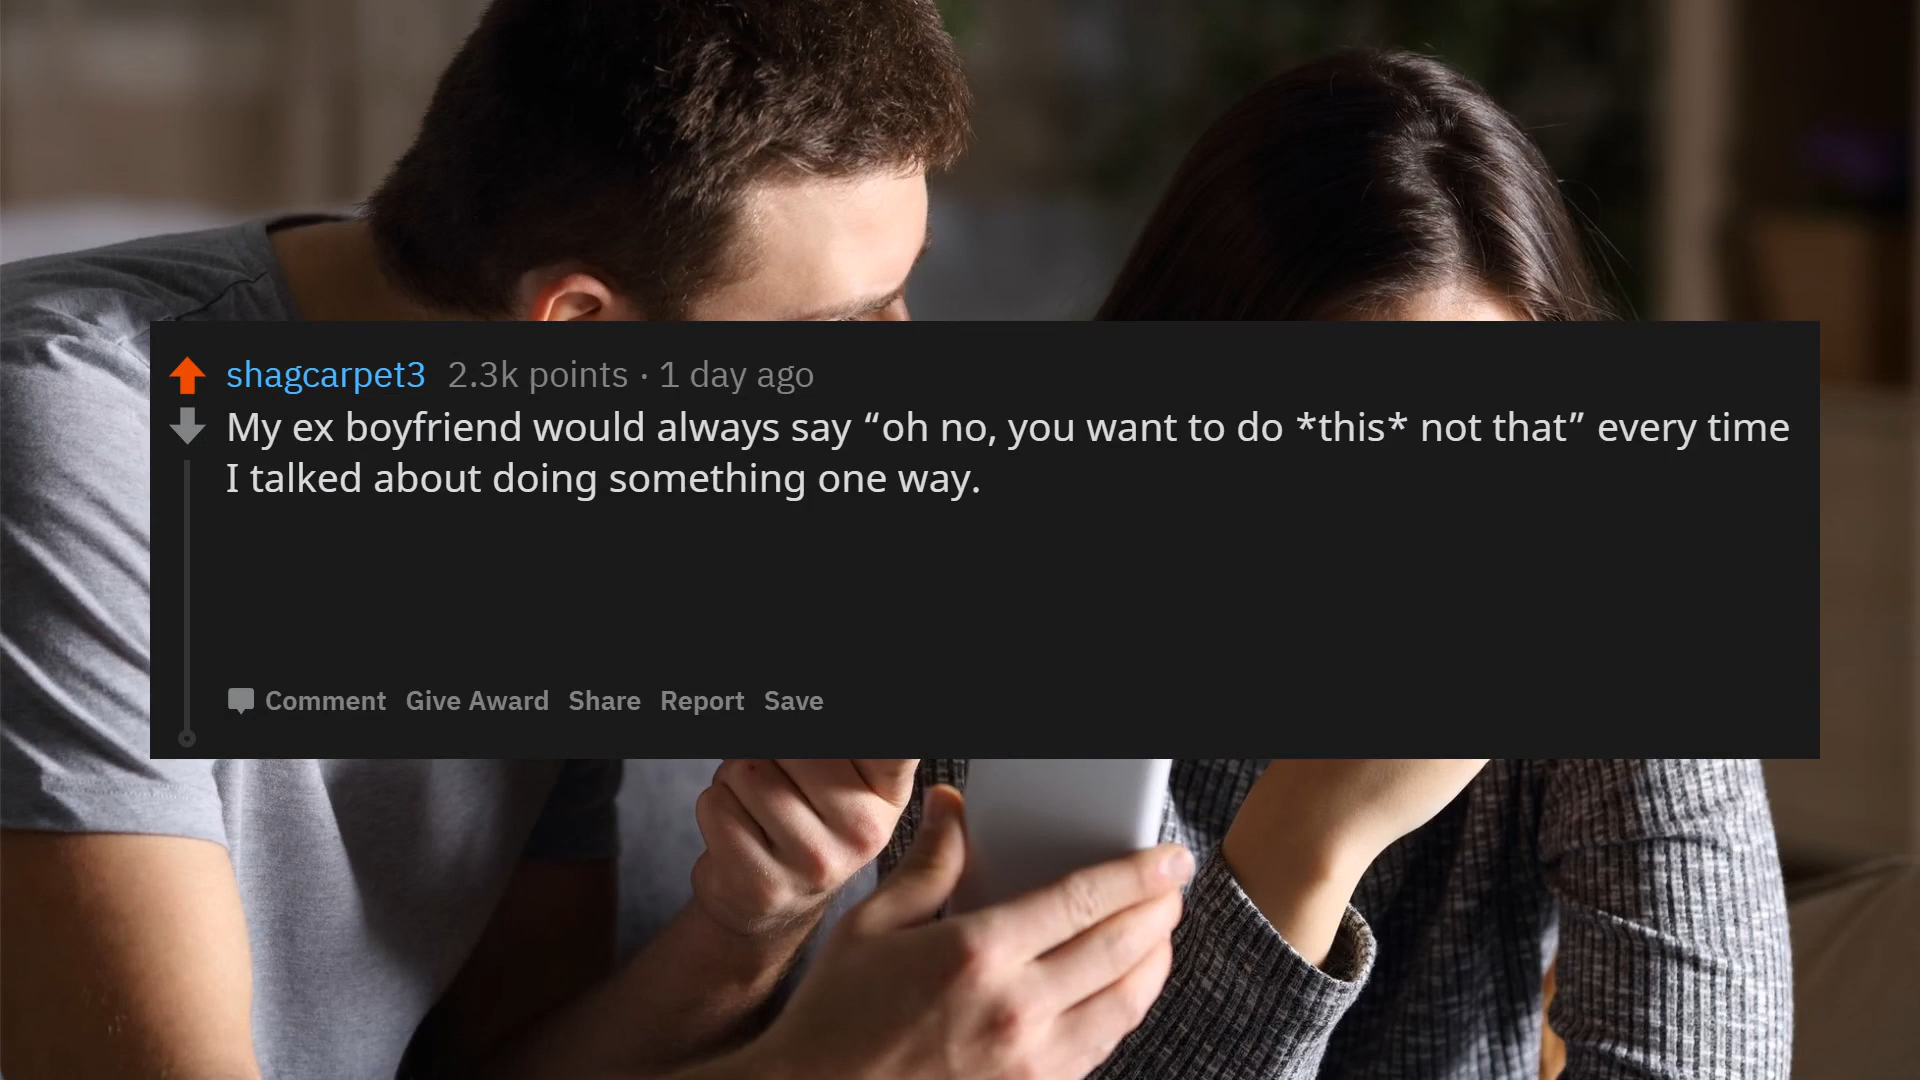 shagcarpet3 2.3k points · 1 day ago
My ex boyfriend would always say “oh no, you want to do *this* not that” every time
I talked about doing something one way.
Comment Give Award Share Report Save